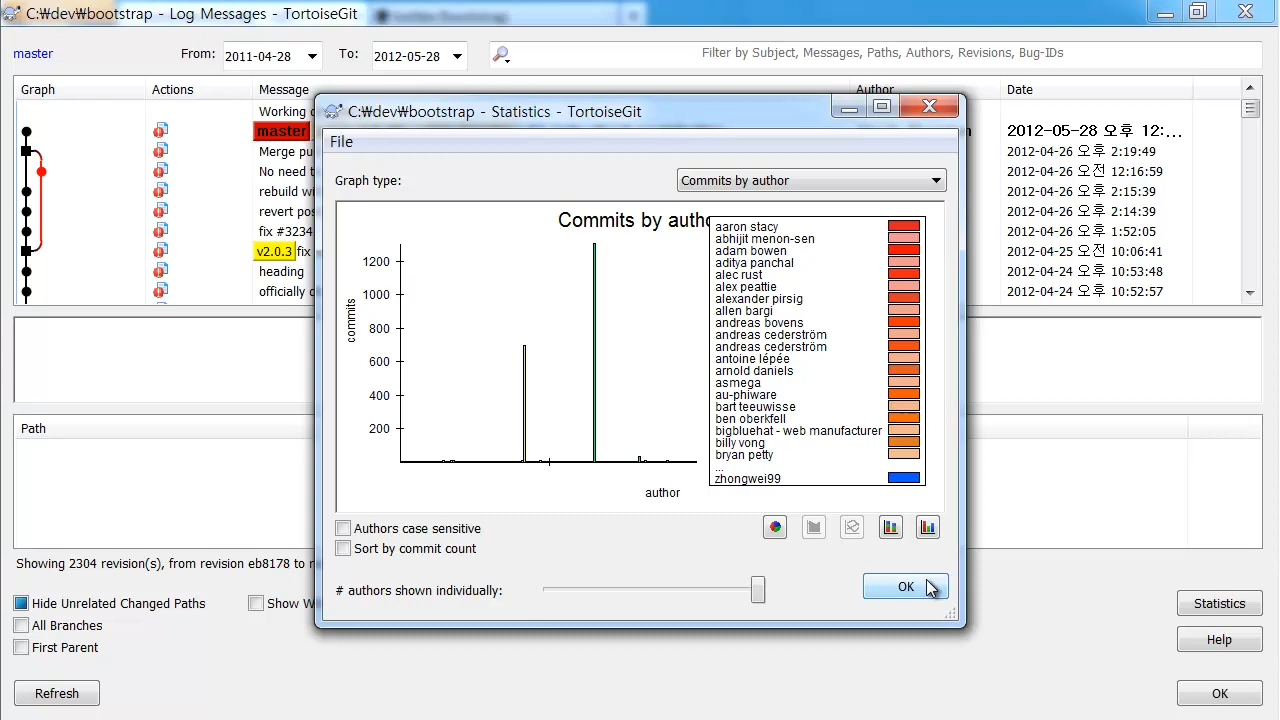 C:₩dev₩bootstrap - Log Messages - TortoiseGit
master From: 2011-04-28 To: 2012-05-28 Filter by Subject, Messages, Paths, Authors, Revisions, Bug-IDs
Graph Actions Message Author Date
Working
master 2012-05-28 오후 12:...
Merge pu 2012-04-26 오후 2:19:49
No need t 2012-04-26 오전 12:16:59
rebuild wi 2012-04-26 오후 2:15:39
revert pos 2012-04-26 오후 2:14:39
fix #3234 2012-04-26 오후 1:52:05
v2.0.3 fix 2012-04-25 오전 10:06:41
heading 2012-04-24 오후 10:53:48
officially 2012-04-24 오후 10:52:57
C:₩dev₩bootstrap - Statistics - TortoiseGit
File
Graph type: Commits by author
Commits by autho
commits
1200
1000
800
600
400
200
author
aaron stacy
abhijit menon-sen
adam bowen
aditya panchal
alec rust
alex peattie
alexander pirsig
allen bargi
andreas bovens
andreas cederström
andreas cederström
antoine lépée
arnold daniels
asmega
au-phiware
bart teeuwisse
ben oberkfell
bigbluehat - web manufacturer
billy vong
bryan petty
...
zhongwei99
Authors case sensitive
Sort by commit count
# authors shown individually:
OK
Path
Showing 2304 revision(s), from revision eb8178 to
Hide Unrelated Changed Paths Show W
All Branches
First Parent
Statistics
Help
Refresh OK